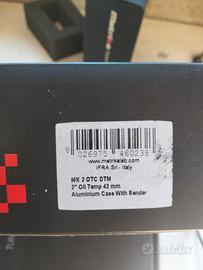 8 026975 460238
www.metrikalab.com
IFRA Srl - Italy
MK 2 OTC DTM
2" Oil Temp 42 mm
Aluminium Case With Sender
subito